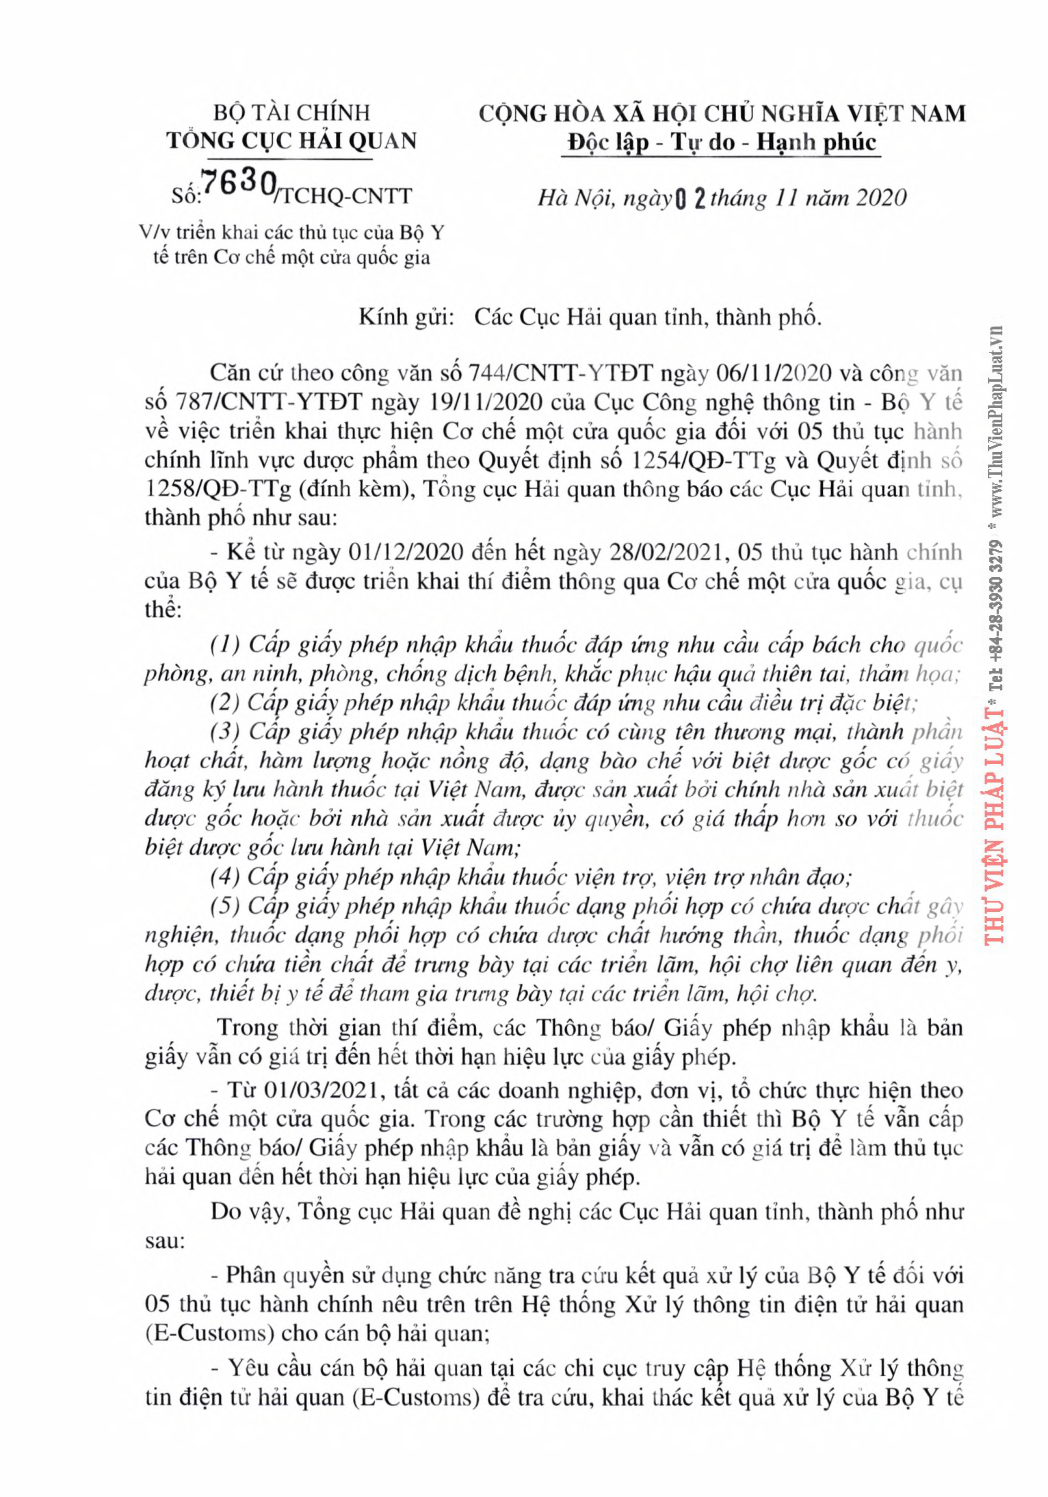 BỘ TÀI CHÍNH
TỔNG CỤC HẢI QUAN
Số: 7630/TCHQ-CNTT
V/v triển khai các thủ tục của Bộ Y
tế trên Cơ chế một cửa quốc gia
CỘNG HÒA XÃ HỘI CHỦ NGHĨA VIỆT NAM
Độc lập - Tự do - Hạnh phúc
Hà Nội, ngày 02 tháng 11 năm 2020
Kính gửi: Các Cục Hải quan tỉnh, thành phố.
Căn cứ theo công văn số 744/CNTT-YTĐT ngày 06/11/2020 và công văn
số 787/CNTT-YTĐT ngày 19/11/2020 của Cục Công nghệ thông tin - Bộ Y tế
về việc triển khai thực hiện Cơ chế một cửa quốc gia đối với 05 thủ tục hành
chính lĩnh vực dược phẩm theo Quyết định số 1254/QĐ-TTg và Quyết định số
1258/QĐ-TTg (đính kèm), Tổng cục Hải quan thông báo các Cục Hải quan tỉnh,
thành phố như sau:
- Kể từ ngày 01/12/2020 đến hết ngày 28/02/2021, 05 thủ tục hành chính
của Bộ Y tế sẽ được triển khai thí điểm thông qua Cơ chế một cửa quốc gia, cụ
thể:
(1) Cấp giấy phép nhập khẩu thuốc đáp ứng nhu cầu cấp bách cho quốc
phòng, an ninh, phòng, chống dịch bệnh, khắc phục hậu quả thiên tai, thảm họa;
(2) Cấp giấy phép nhập khẩu thuốc đáp ứng nhu cầu điều trị đặc biệt;
(3) Cấp giấy phép nhập khẩu thuốc có cùng tên thương mại, thành phần
hoạt chất, hàm lượng hoặc nồng độ, dạng bào chế với biệt dược gốc có giấy
đăng ký lưu hành thuốc tại Việt Nam, được sản xuất bởi chính nhà sản xuất biệt
dược gốc hoặc bởi nhà sản xuất được ủy quyền, có giá thấp hơn so với thuốc
biệt dược gốc lưu hành tại Việt Nam;
(4) Cấp giấy phép nhập khẩu thuốc viện trợ, viện trợ nhân đạo;
(5) Cấp giấy phép nhập khẩu thuốc dạng phối hợp có chứa dược chất gây
nghiện, thuốc dạng phối hợp có chứa dược chất hướng thần, thuốc dạng phối
hợp có chứa tiền chất để trưng bày tại các triển lãm, hội chợ liên quan đến y,
dược, thiết bị y tế để tham gia trưng bày tại các triển lãm, hội chợ.
Trong thời gian thí điểm, các Thông báo/ Giấy phép nhập khẩu là bản
giấy vẫn có giá trị đến hết thời hạn hiệu lực của giấy phép.
- Từ 01/03/2021, tất cả các doanh nghiệp, đơn vị, tổ chức thực hiện theo
Cơ chế một cửa quốc gia. Trong các trường hợp cần thiết thì Bộ Y tế vẫn cấp
các Thông báo/ Giấy phép nhập khẩu là bản giấy và vẫn có giá trị để làm thủ tục
hải quan đến hết thời hạn hiệu lực của giấy phép.
Do vậy, Tổng cục Hải quan đề nghị các Cục Hải quan tỉnh, thành phố như
sau:
- Phân quyền sử dụng chức năng tra cứu kết quả xử lý của Bộ Y tế đối với
05 thủ tục hành chính nêu trên trên Hệ thống Xử lý thông tin điện tử hải quan
(E-Customs) cho cán bộ hải quan;
- Yêu cầu cán bộ hải quan tại các chi cục truy cập Hệ thống Xử lý thông
tin điện tử hải quan (E-Customs) để tra cứu, khai thác kết quả xử lý của Bộ Y tế
THƯ VIỆN PHÁP LUẬT * Tel: +84-28-3930 3279 * www.ThuVienPhapLuat.vn